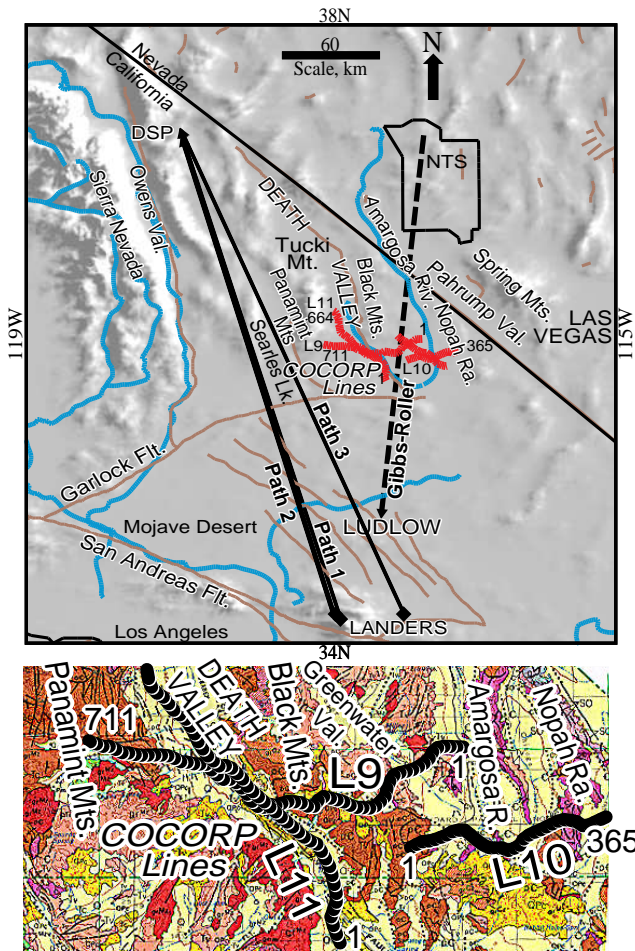 38N
60
Scale, km
N
Nevada
California
DSP
NTS
Owens Val.
Sierra Nevada
DEATH
VALLEY
Amargosa Riv.
Tucki
Mt.
Black Mts.
Panamint
Mts
Pahrump Val.
Spring Mts.
Nopah Ra.
LAS
VEGAS
119W
115W
L11
664
L9
711
1
1
365
L10
COCORP
Lines
Searles Lk.
Path 3
Path 2
Path 1
Gibbs-Roller
Garlock Flt.
Mojave Desert
LUDLOW
San Andreas Flt.
Los Angeles
LANDERS
34N
Panamint Mts.
711
DEATH
VALLEY
Black Mts.
Greenwater
Val.
L9
1
Amargosa R.
Nopah Ra.
COCORP
Lines
L11
1
1
L10
365